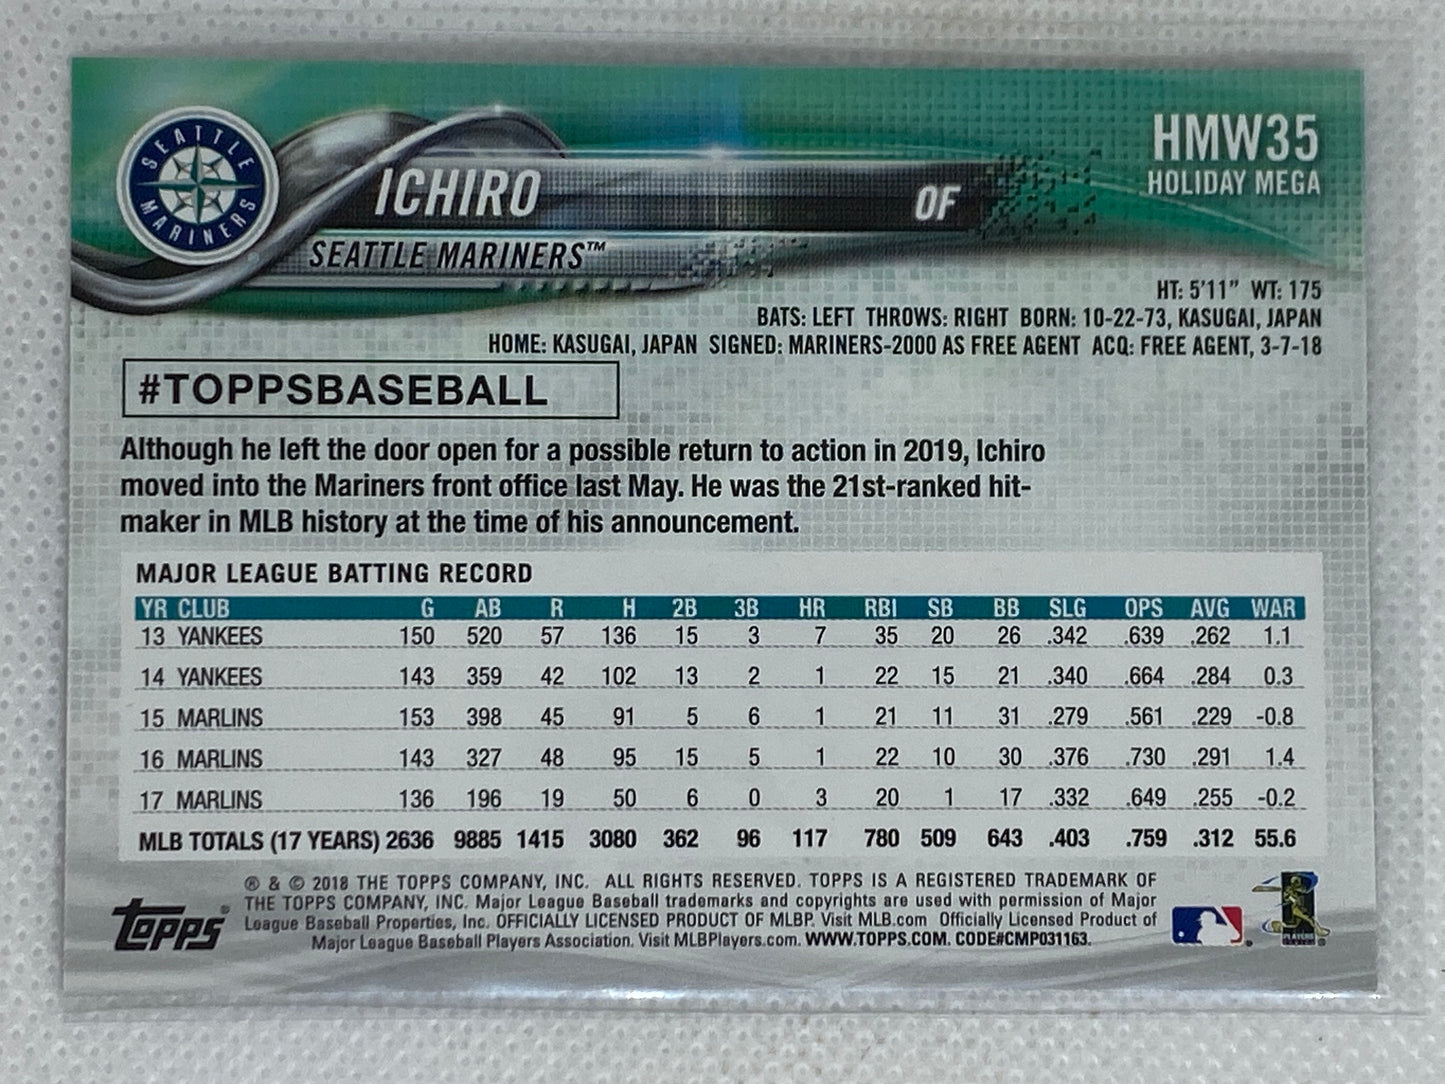 SEATTLE MARINERS
HMW35
HOLIDAY MEGA
ICHIRO OF
SEATTLE MARINERS™
HT: 5'11" WT: 175
BATS: LEFT THROWS: RIGHT BORN: 10-22-73, KASUGAI, JAPAN
HOME: KASUGAI, JAPAN SIGNED: MARINERS-2000 AS FREE AGENT ACQ: FREE AGENT, 3-7-18
#TOPPSBASEBALL
Although he left the door open for a possible return to action in 2019, Ichiro
moved into the Mariners front office last May. He was the 21st-ranked hit-
maker in MLB history at the time of his announcement.
MAJOR LEAGUE BATTING RECORD
YR CLUB G AB R H 2B 3B HR RBI SB BB SLG OPS AVG WAR
13 YANKEES 150 520 57 136 15 3 7 35 20 26 .342 .639 .262 1.1
14 YANKEES 143 359 42 102 13 2 1 22 15 21 .340 .664 .284 0.3
15 MARLINS 153 398 45 91 5 6 1 21 11 31 .279 .561 .229 -0.8
16 MARLINS 143 327 48 95 15 5 1 22 10 30 .376 .730 .291 1.4
17 MARLINS 136 196 19 50 6 0 3 20 1 17 .332 .649 .255 -0.2
MLB TOTALS (17 YEARS) 2636 9885 1415 3080 362 96 117 780 509 643 .403 .759 .312 55.6
® & © 2018 THE TOPPS COMPANY, INC. ALL RIGHTS RESERVED. TOPPS IS A REGISTERED TRADEMARK OF
THE TOPPS COMPANY, INC. Major League Baseball trademarks and copyrights are used with permission of Major
League Baseball Properties, Inc. OFFICIALLY LICENSED PRODUCT OF MLBP. Visit MLB.com Officially Licensed Product of
Major League Baseball Players Association. Visit MLBPlayers.com. WWW.TOPPS.COM. CODE#CMP031163.
Topps®